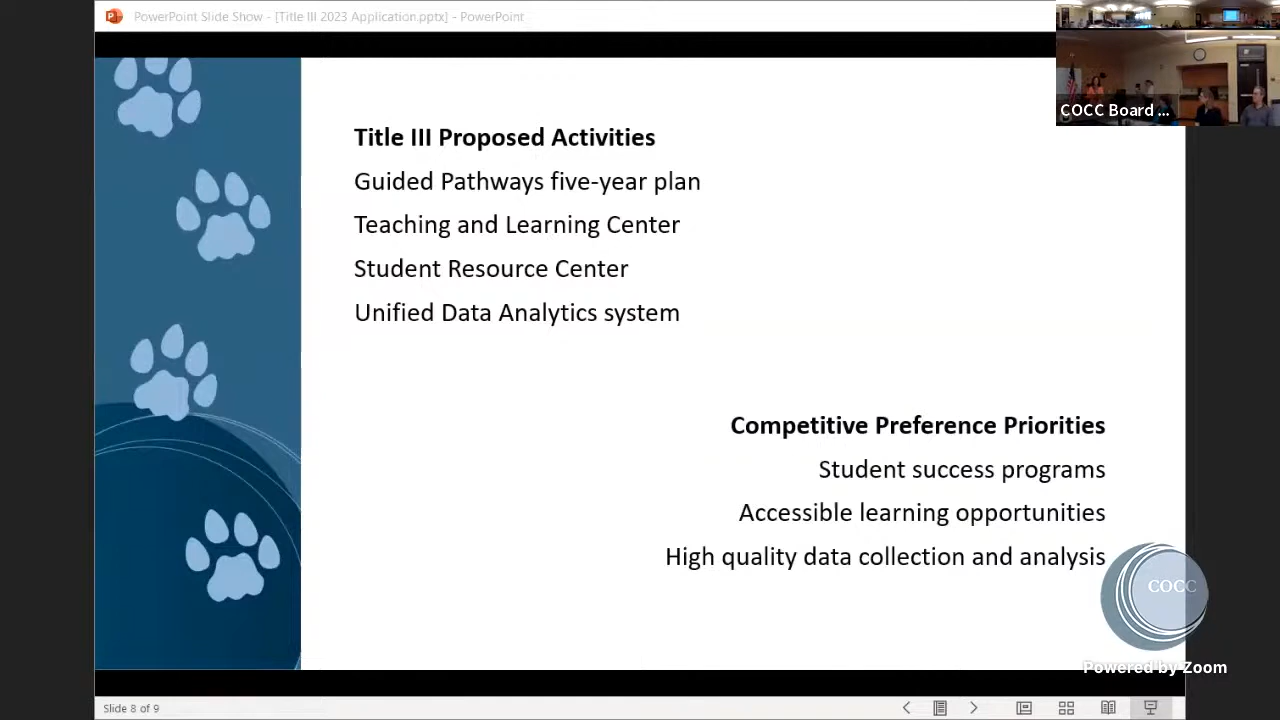 PowerPoint Slide Show - [Title III 2023 Application.pptx] - PowerPoint
COCC Board ...
Title III Proposed Activities
Guided Pathways five-year plan
Teaching and Learning Center
Student Resource Center
Unified Data Analytics system
Competitive Preference Priorities
Student success programs
Accessible learning opportunities
High quality data collection and analysis
COCC
Powered by Zoom
Slide 8 of 9